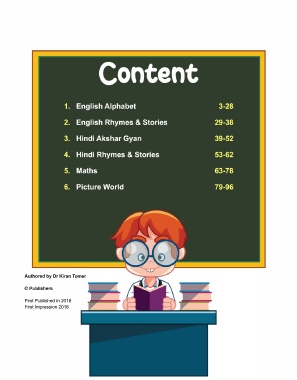 Content
1. English Alphabet 3-28
2. English Rhymes & Stories 29-38
3. Hindi Akshar Gyan 39-52
4. Hindi Rhymes & Stories 53-62
5. Maths 63-78
6. Picture World 79-96
Authored by Dr Kiran Tomer
© Publishers
First Published in 2018
First Impression 2018